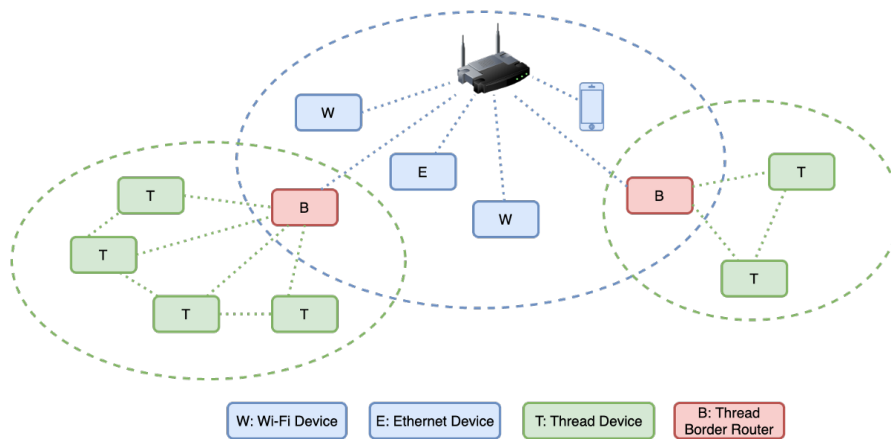 W
E
W
B
B
T
T
T
T
T
T
W: Wi-Fi Device
E: Ethernet Device
T: Thread Device
B: Thread
Border Router